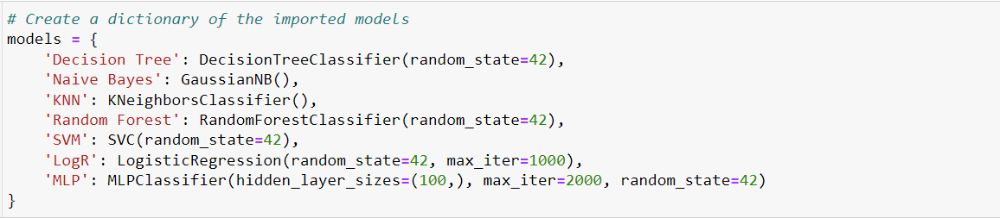 # Create a dictionary of the imported models
models = {
    'Decision Tree': DecisionTreeClassifier(random_state=42),
    'Naive Bayes': GaussianNB(),
    'KNN': KNeighborsClassifier(),
    'Random Forest': RandomForestClassifier(random_state=42),
    'SVM': SVC(random_state=42),
    'LogR': LogisticRegression(random_state=42, max_iter=1000),
    'MLP': MLPClassifier(hidden_layer_sizes=(100,), max_iter=2000, random_state=42)
}